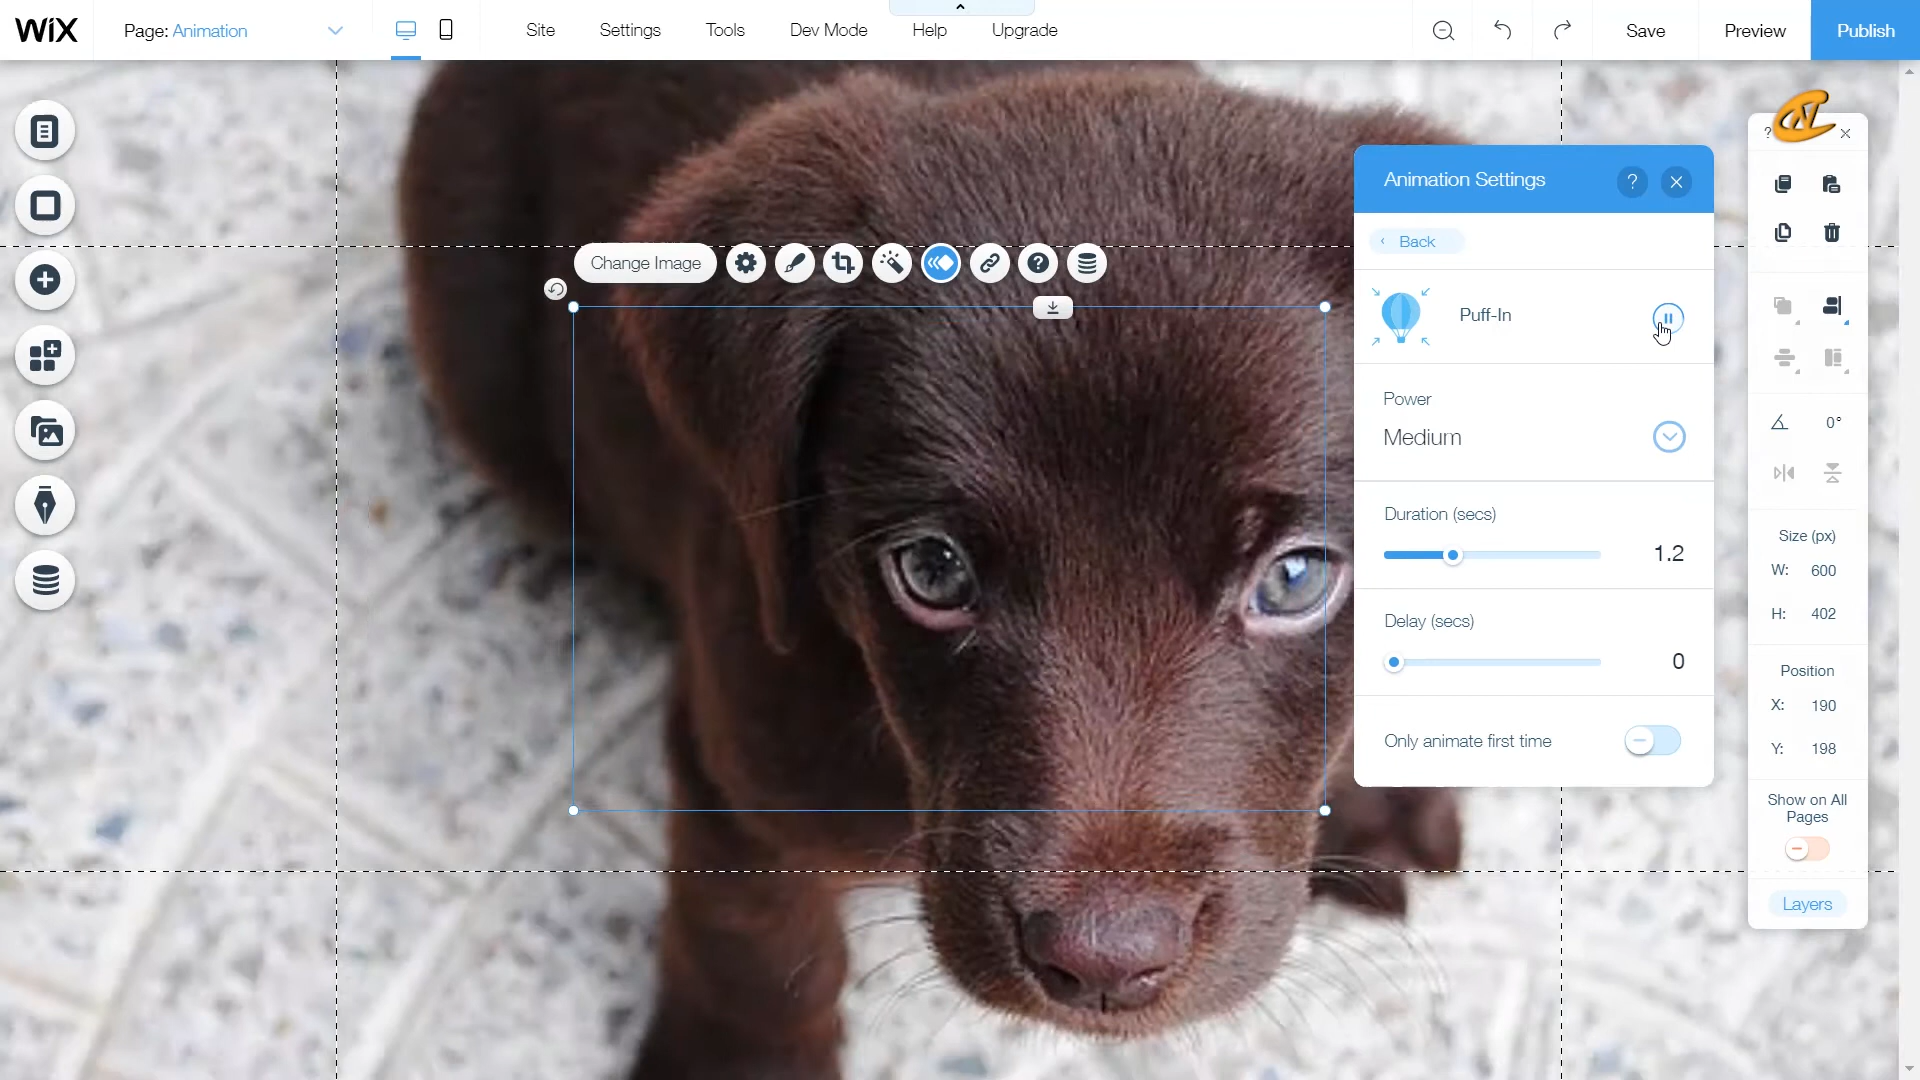 WiX
Page: Animation
Site
Settings
Tools
Dev Mode
Help
Upgrade
Save
Preview
Publish
?
Change Image
?
Animation Settings
?
Back
Puff-In
Power
Medium
Duration (secs)
1.2
Delay (secs)
0
Only animate first time
0°
Size (px)
W: 600
H: 402
Position
X: 190
Y: 198
Show on All
Pages
Layers